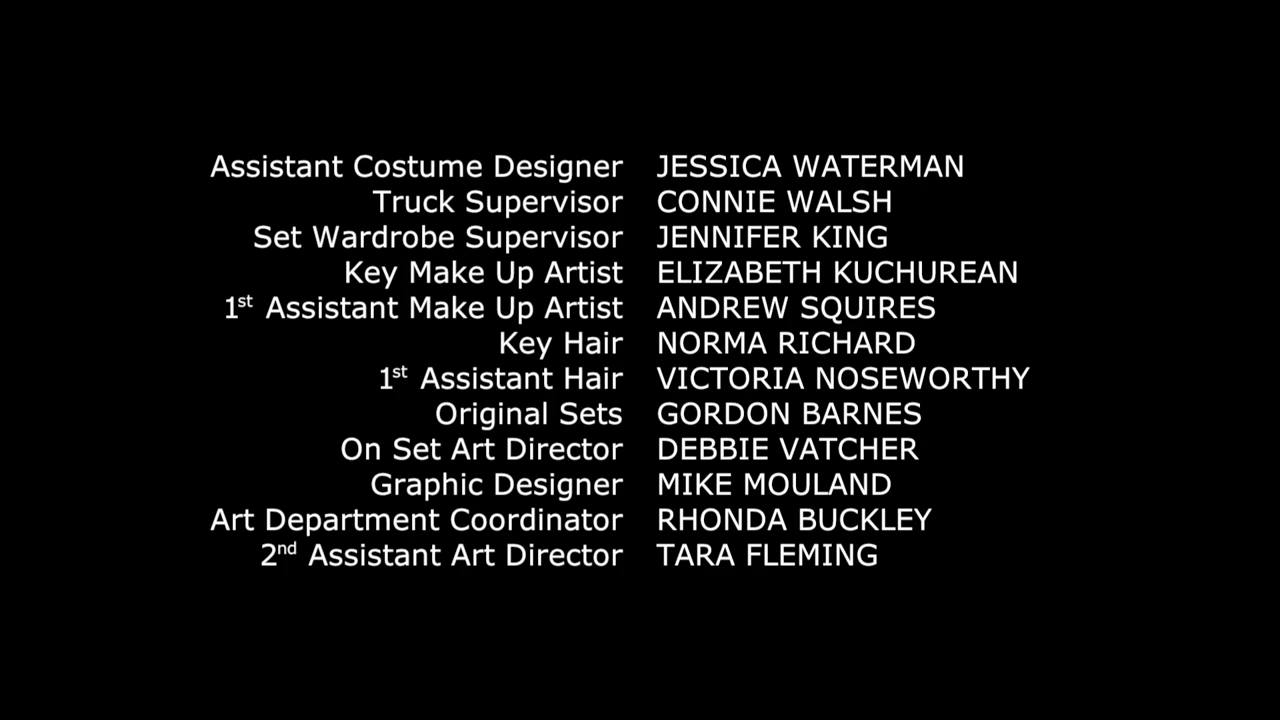 Assistant Costume Designer JESSICA WATERMAN
Truck Supervisor CONNIE WALSH
Set Wardrobe Supervisor JENNIFER KING
Key Make Up Artist ELIZABETH KUCHUREAN
1st Assistant Make Up Artist ANDREW SQUIRES
Key Hair NORMA RICHARD
1st Assistant Hair VICTORIA NOSEWORTHY
Original Sets GORDON BARNES
On Set Art Director DEBBIE VATCHER
Graphic Designer MIKE MOULAND
Art Department Coordinator RHONDA BUCKLEY
2nd Assistant Art Director TARA FLEMING